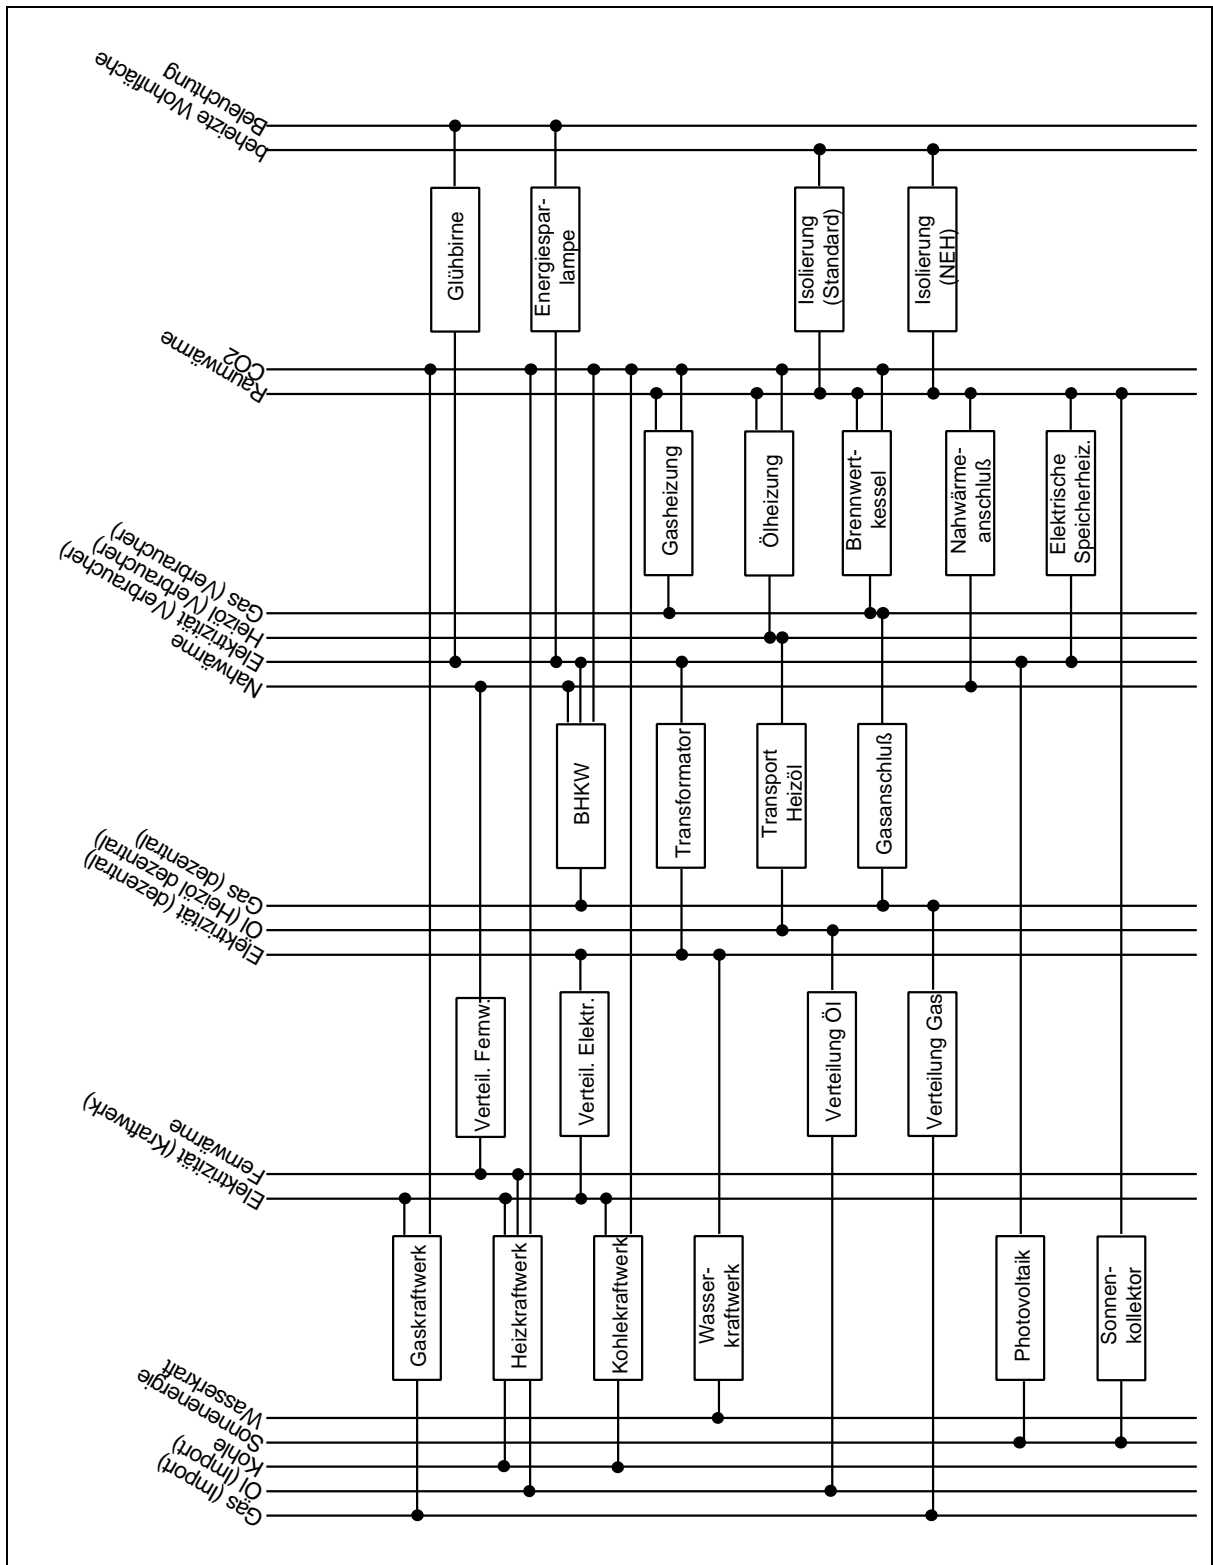 Beleuchtung
beheizte Wohnfläche
Glühbirne
Energiespar-
lampe
Isolierung
(Standard)
Isolierung
(NEH)
CO2
Raumwärme
Gasheizung
Ölheizung
Brennwert-
kessel
Nahwärme-
anschluß
Elektrische
Speicherheiz.
Gas (Verbraucher)
Heizöl (Verbraucher)
Elektrizität (Verbraucher)
Nahwärme
BHKW
Transformator
Transport
Heizöl
Gasanschluß
Gas (dezentral)
Öl (Heizöl dezentral)
Elektrizität (dezentral)
Verteil. Fernw.
Verteil. Elektr.
Verteilung Öl
Verteilung Gas
Fernwärme
Elektrizität (Kraftwerk)
Gaskraftwerk
Heizkraftwerk
Kohlekraftwerk
Wasser-
kraftwerk
Photovoltaik
Sonnen-
kollektor
Wasserkraft
Sonnenenergie
Kohle
Öl (Import)
Gas (Import)